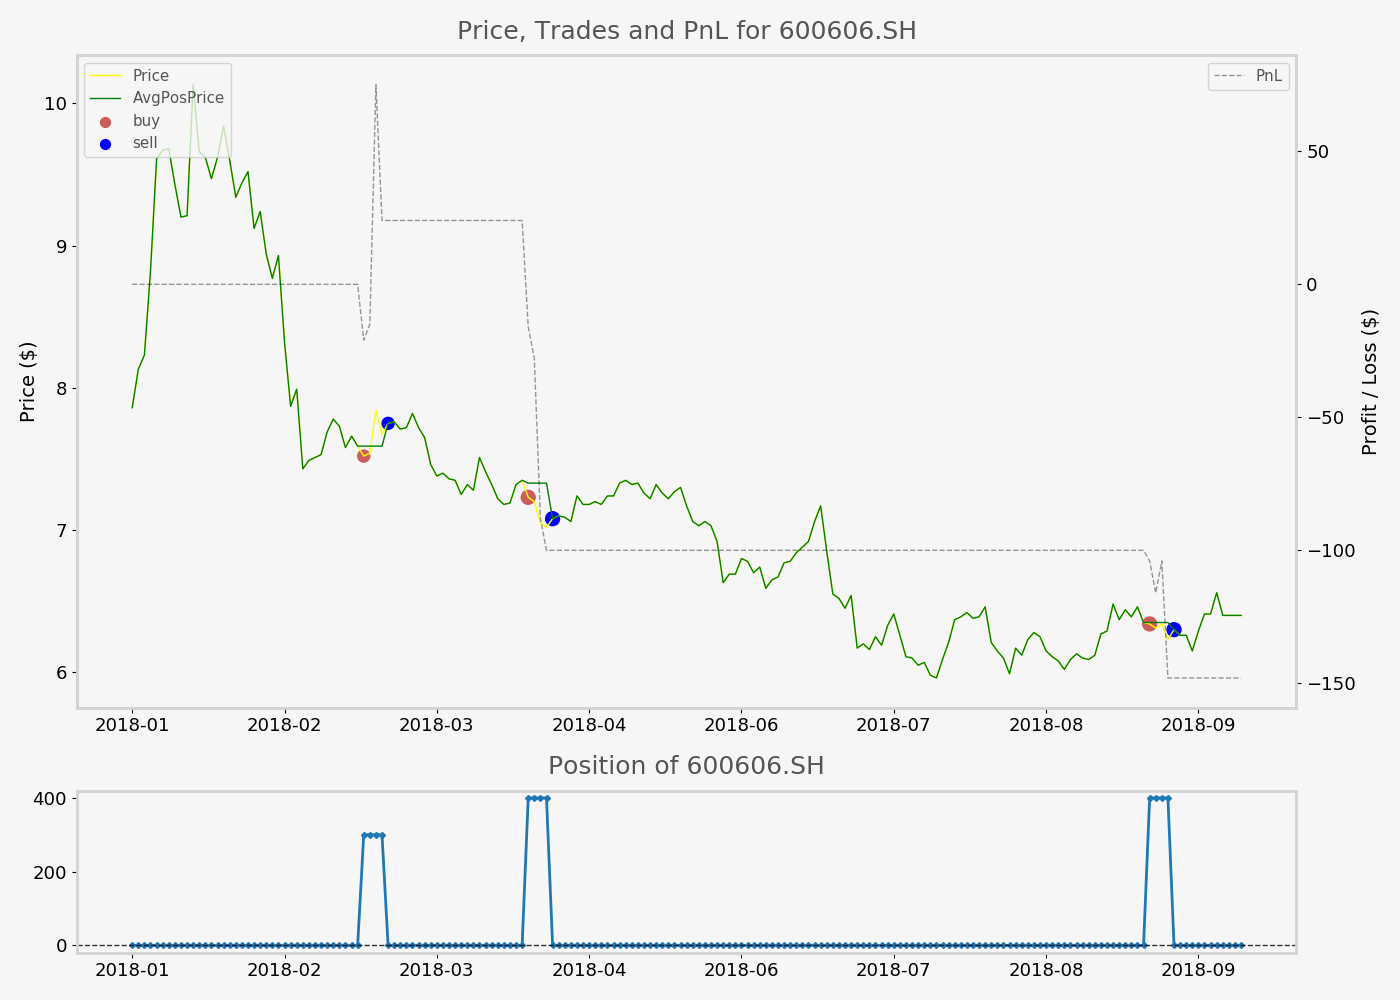 Price, Trades and PnL for 600606.SH
Price
AvgPosPrice
buy
sell
PnL
10
9
8
7
6
Price ($)
50
0
−50
−100
−150
Profit / Loss ($)
2018-01 2018-02 2018-03 2018-04 2018-06 2018-07 2018-08 2018-09
Position of 600606.SH
400
200
0
2018-01 2018-02 2018-03 2018-04 2018-06 2018-07 2018-08 2018-09